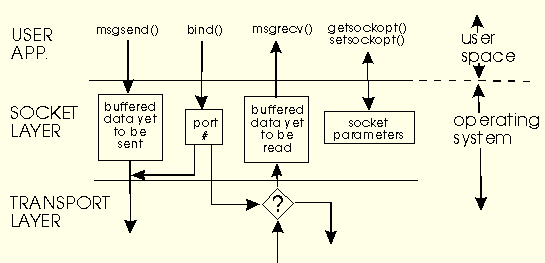 USER
APP.
msgsend()
bind()
msgrecv()
getsockopt()
setsockopt()
user
space
SOCKET
LAYER
buffered
data yet
to be
sent
port
#
buffered
data yet
to be
read
socket
parameters
operating
system
TRANSPORT
LAYER
?